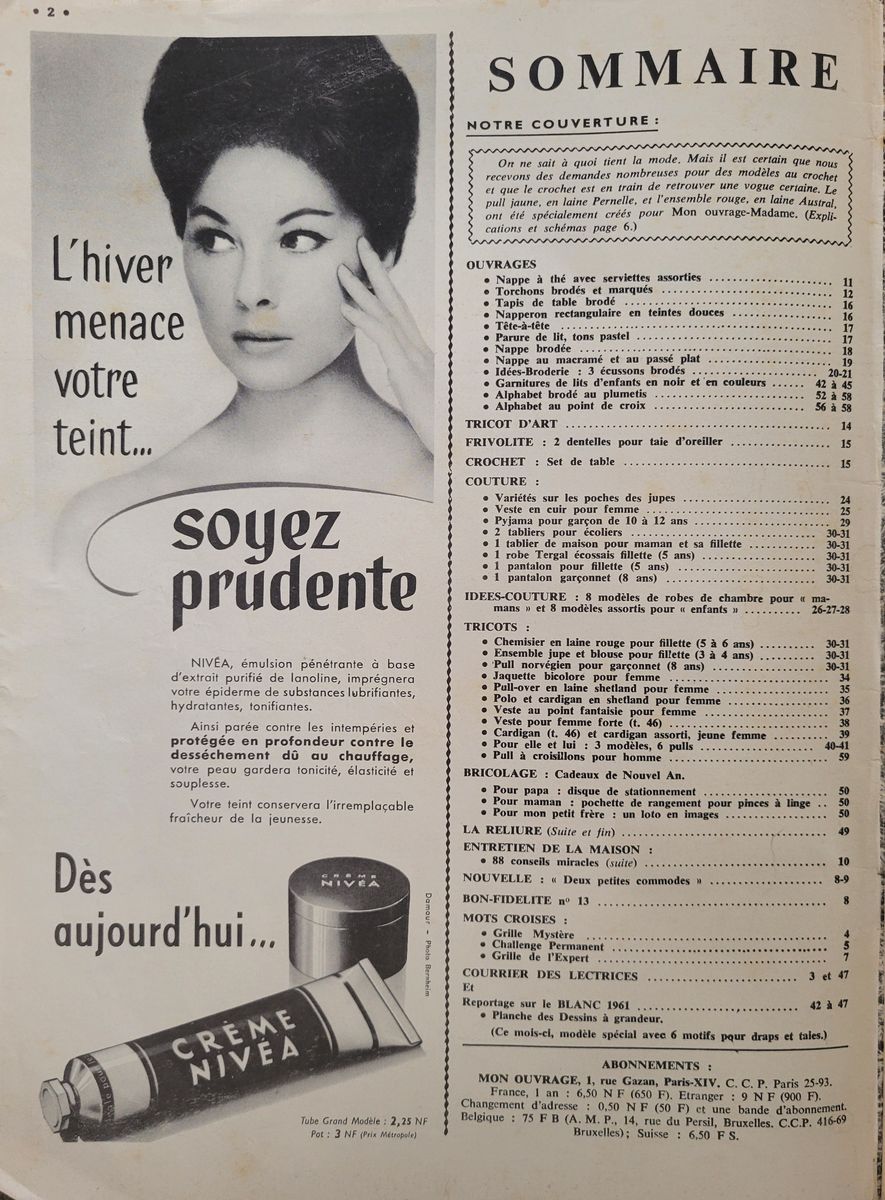 • 2 •
L'hiver
menace
votre
teint...
soyez
prudente
NIVÉA, émulsion pénétrante à base
d'extrait purifié de lanoline, imprégnera
votre épiderme de substances lubrifiantes,
hydratantes, tonifiantes.
Ainsi parée contre les intempéries et
protégée en profondeur contre le
desséchement dû au chauffage,
votre peau gardera tonicité, élasticité et
souplesse.
Votre teint conservera l'irremplaçable
fraîcheur de la jeunesse.
Dès
aujourd'hui...
CRÈME
NIVÉA
Damour - Photo Bernheim
CRÈME
NIVÉA
Tube Grand Modèle : 2,25 NF
Pot : 3 NF (Prix Métropole)
SOMMAIRE
NOTRE COUVERTURE :
On ne sait à quoi tient la mode. Mais il est certain que nous
recevons des demandes nombreuses pour des modèles au crochet
et que le crochet est en train de retrouver une vogue certaine. Le
pull jaune, en laine Pernelle, et l'ensemble rouge, en laine Austral,
ont été spécialement créés pour Mon ouvrage-Madame. (Expli-
cations et schémas page 6.)
OUVRAGES
• Nappe à thé avec serviettes assorties ........ 11
• Torchons brodés et marqués ........ 12
• Tapis de table brodé ........ 16
• Napperon rectangulaire en teintes douces ........ 16
• Tête-à-tête ........ 17
• Parure de lit, tons pastel ........ 17
• Nappe brodée ........ 18
• Nappe au macramé et au passé plat ........ 19
• Idées-Broderie : 3 écussons brodés ........ 20-21
• Garnitures de lits d'enfants en noir et en couleurs ...... 42 à 45
• Alphabet brodé au plumetis ........ 52 à 58
• Alphabet au point de croix ........ 56 à 58
TRICOT D'ART ........ 14
FRIVOLITE : 2 dentelles pour taie d'oreiller ........ 15
CROCHET : Set de table ........ 15
COUTURE :
• Variétés sur les poches des jupes ........ 24
• Veste en cuir pour femme ........ 25
• Pyjama pour garçon de 10 à 12 ans ........ 29
• 2 tabliers pour écoliers ........ 30-31
• 1 tablier de maison pour maman et sa fillette ........ 30-31
• 1 robe Tergal écossais fillette (5 ans) ........ 30-31
• 1 pantalon pour fillette (5 ans) ........ 30-31
• 1 pantalon garçonnet (8 ans) ........ 30-31
IDEES-COUTURE : 8 modèles de robes de chambre pour « ma-
mans » et 8 modèles assortis pour « enfants » .......... 26-27-28
TRICOTS :
• Chemisier en laine rouge pour fillette (5 à 6 ans) ........ 30-31
• Ensemble jupe et blouse pour fillette (3 à 4 ans) ........ 30-31
• Pull norvégien pour garçonnet (8 ans) ........ 30-31
• Jaquette bicolore pour femme ........ 34
• Pull-over en laine shetland pour femme ........ 35
• Polo et cardigan en shetland pour femme ........ 36
• Veste au point fantaisie pour femme ........ 37
• Veste pour femme forte (t. 46) ........ 38
• Cardigan (t. 46) et cardigan assorti, jeune femme ........ 39
• Pour elle et lui : 3 modèles, 6 pulls ........ 40-41
• Pull à croisillons pour homme ........ 59
BRICOLAGE : Cadeaux de Nouvel An.
• Pour papa : disque de stationnement ........ 50
• Pour maman : pochette de rangement pour pinces à linge .. 50
• Pour mon petit frère : un loto en images ........ 50
LA RELIURE (Suite et fin) ........ 49
ENTRETIEN DE LA MAISON :
• 88 conseils miracles (suite) ........ 10
NOUVELLE : « Deux petites commodes » ........ 8-9
BON-FIDELITE nº 13 ........ 8
MOTS CROISES :
• Grille Mystère ........ 4
• Challenge Permanent ........ 5
• Grille de l'Expert ........ 7
COURRIER DES LECTRICES ........ 3 et 47
Et
Reportage sur le BLANC 1961 ........ 42 à 47
• Planche des Dessins à grandeur.
(Ce mois-ci, modèle spécial avec 6 motifs pour draps et taies.)
ABONNEMENTS :
MON OUVRAGE, 1, rue Gazan, Paris-XIV. C. C. P. Paris 25-93.
France, 1 an : 6,50 N F (650 F). Etranger : 9 N F (900 F).
Changement d'adresse : 0,50 N F (50 F) et une bande d'abonnement.
Belgique : 75 F B (A. M. P., 14, rue du Persil, Bruxelles. C.C.P. 416-69
Bruxelles) ; Suisse : 6,50 F S.